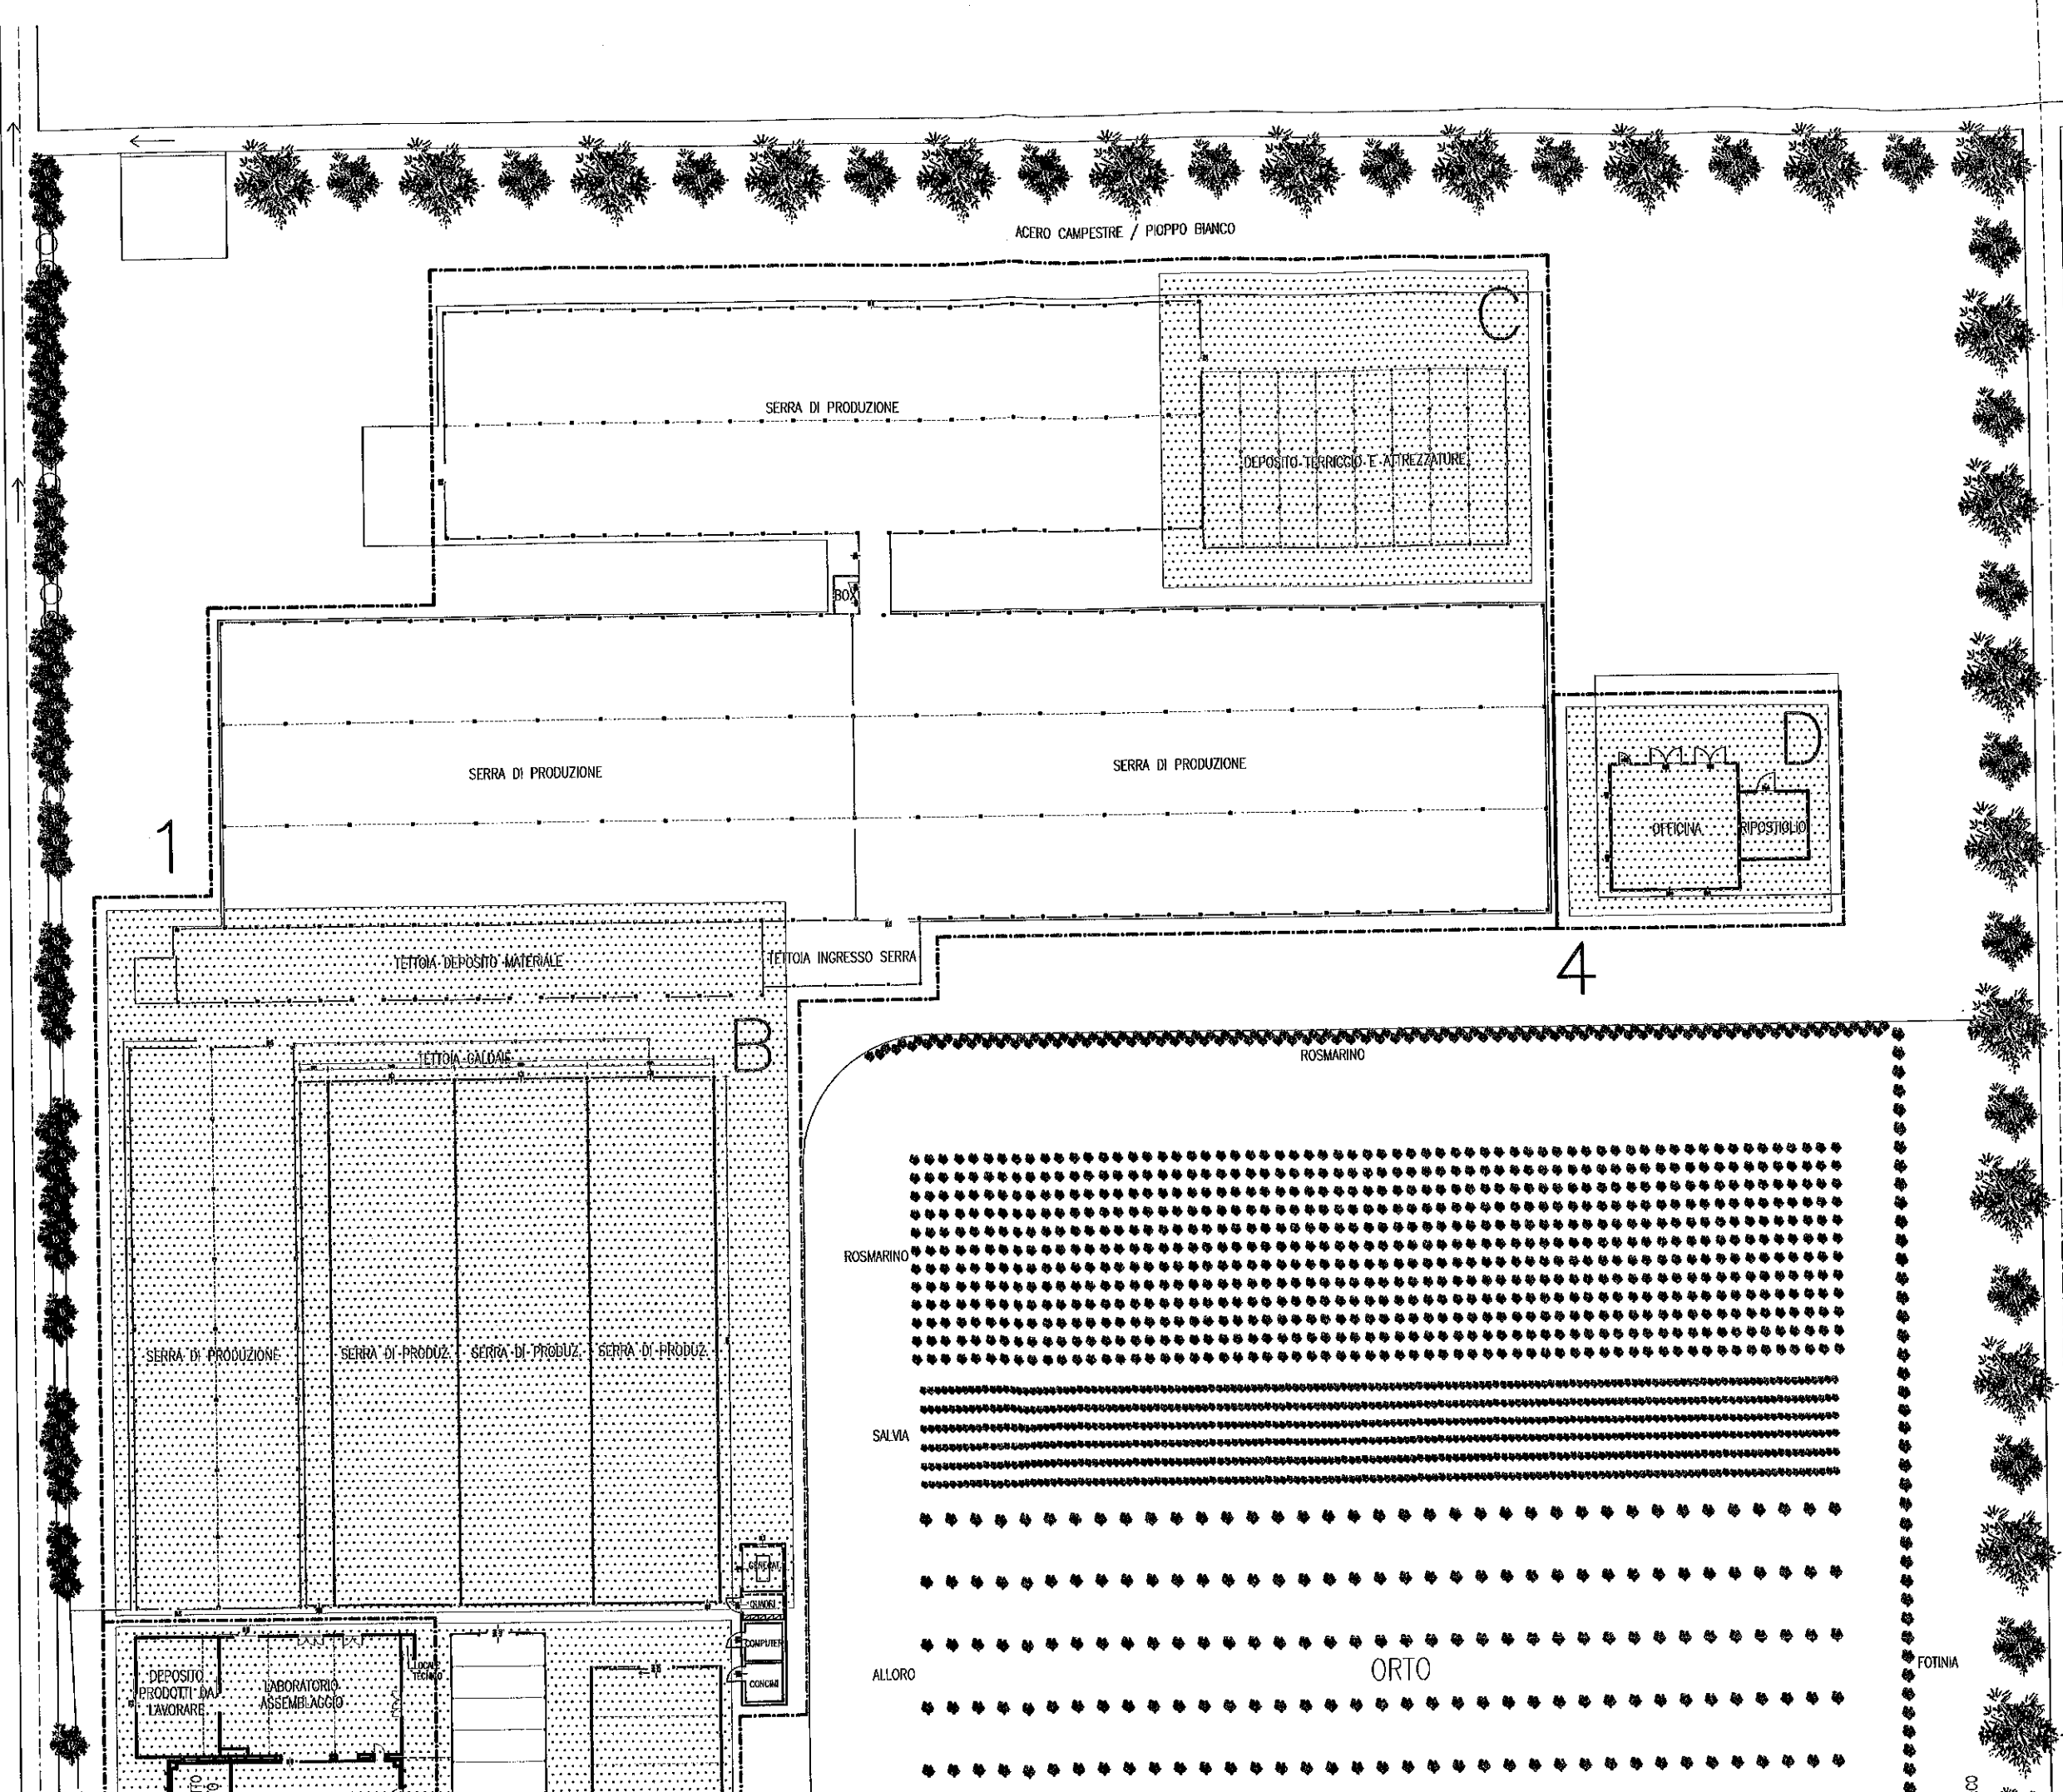 ACERO CAMPESTRE / PIOPPO BIANCO
C
SERRA DI PRODUZIONE
DEPOSITO TERRICCIO E ATTREZZATURE
BOX
D
SERRA DI PRODUZIONE
SERRA DI PRODUZIONE
OFFICINA
RIPOSTIGLIO
1
TETTOIA DEPOSITO MATERIALE
TETTOIA INGRESSO SERRA
4
B
TETTOIA CALDAIE
ROSMARINO
ROSMARINO
SERRA DI PRODUZIONE
SERRA DI PRODUZ.
SERRA DI PRODUZ.
SERRA DI PRODUZ.
SALVIA
GENERAT.
QUADRI
COMPUTER
CONCIMI
LOCALE
TECNICO
DEPOSITO
PRODOTTI DA
LAVORARE
LABORATORIO
ASSEMBLAGGIO
ALLORO
ORTO
FOTINIA
8